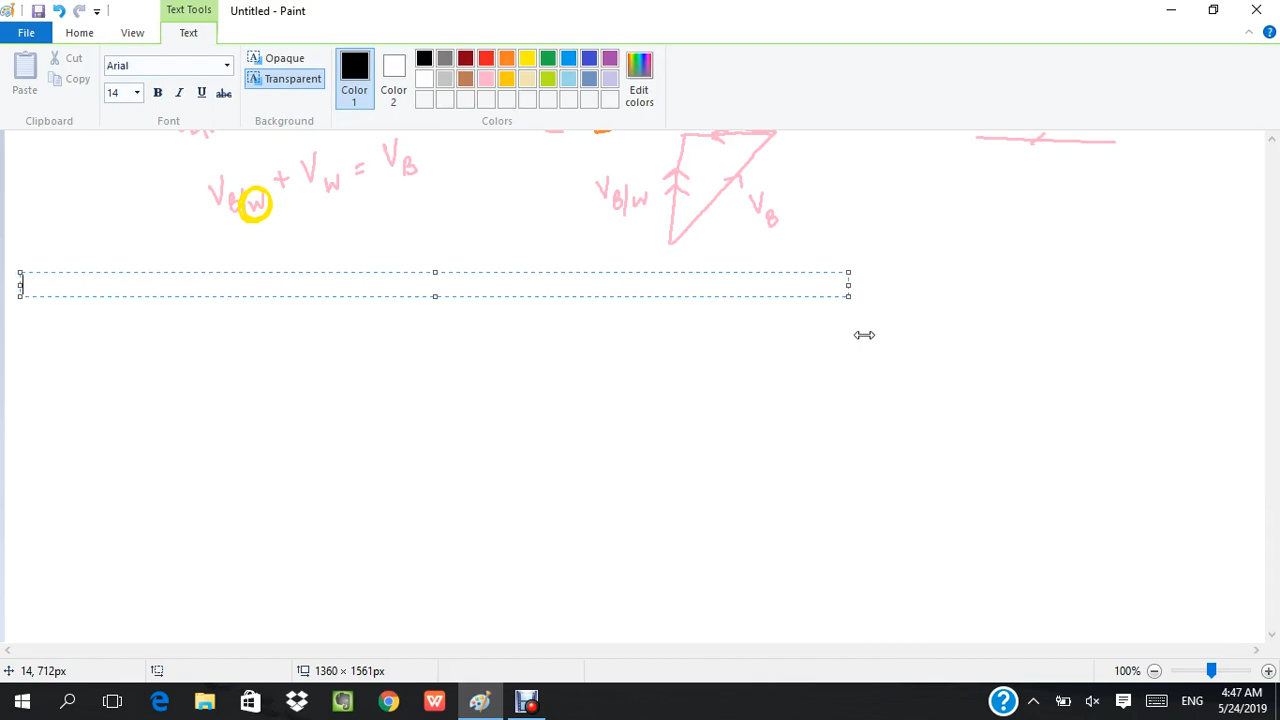 Text Tools
Untitled - Paint
File
Home
View
Text
Paste
Cut
Copy
Clipboard
Arial
14
B I U abc
Font
Opaque
Transparent
Background
Color 1
Color 2
Edit colors
Colors
V_B/W + V_W = V_B
V_B/W
V_B
14, 712px
1360 × 1561px
100%
ENG
4:47 AM
5/24/2019